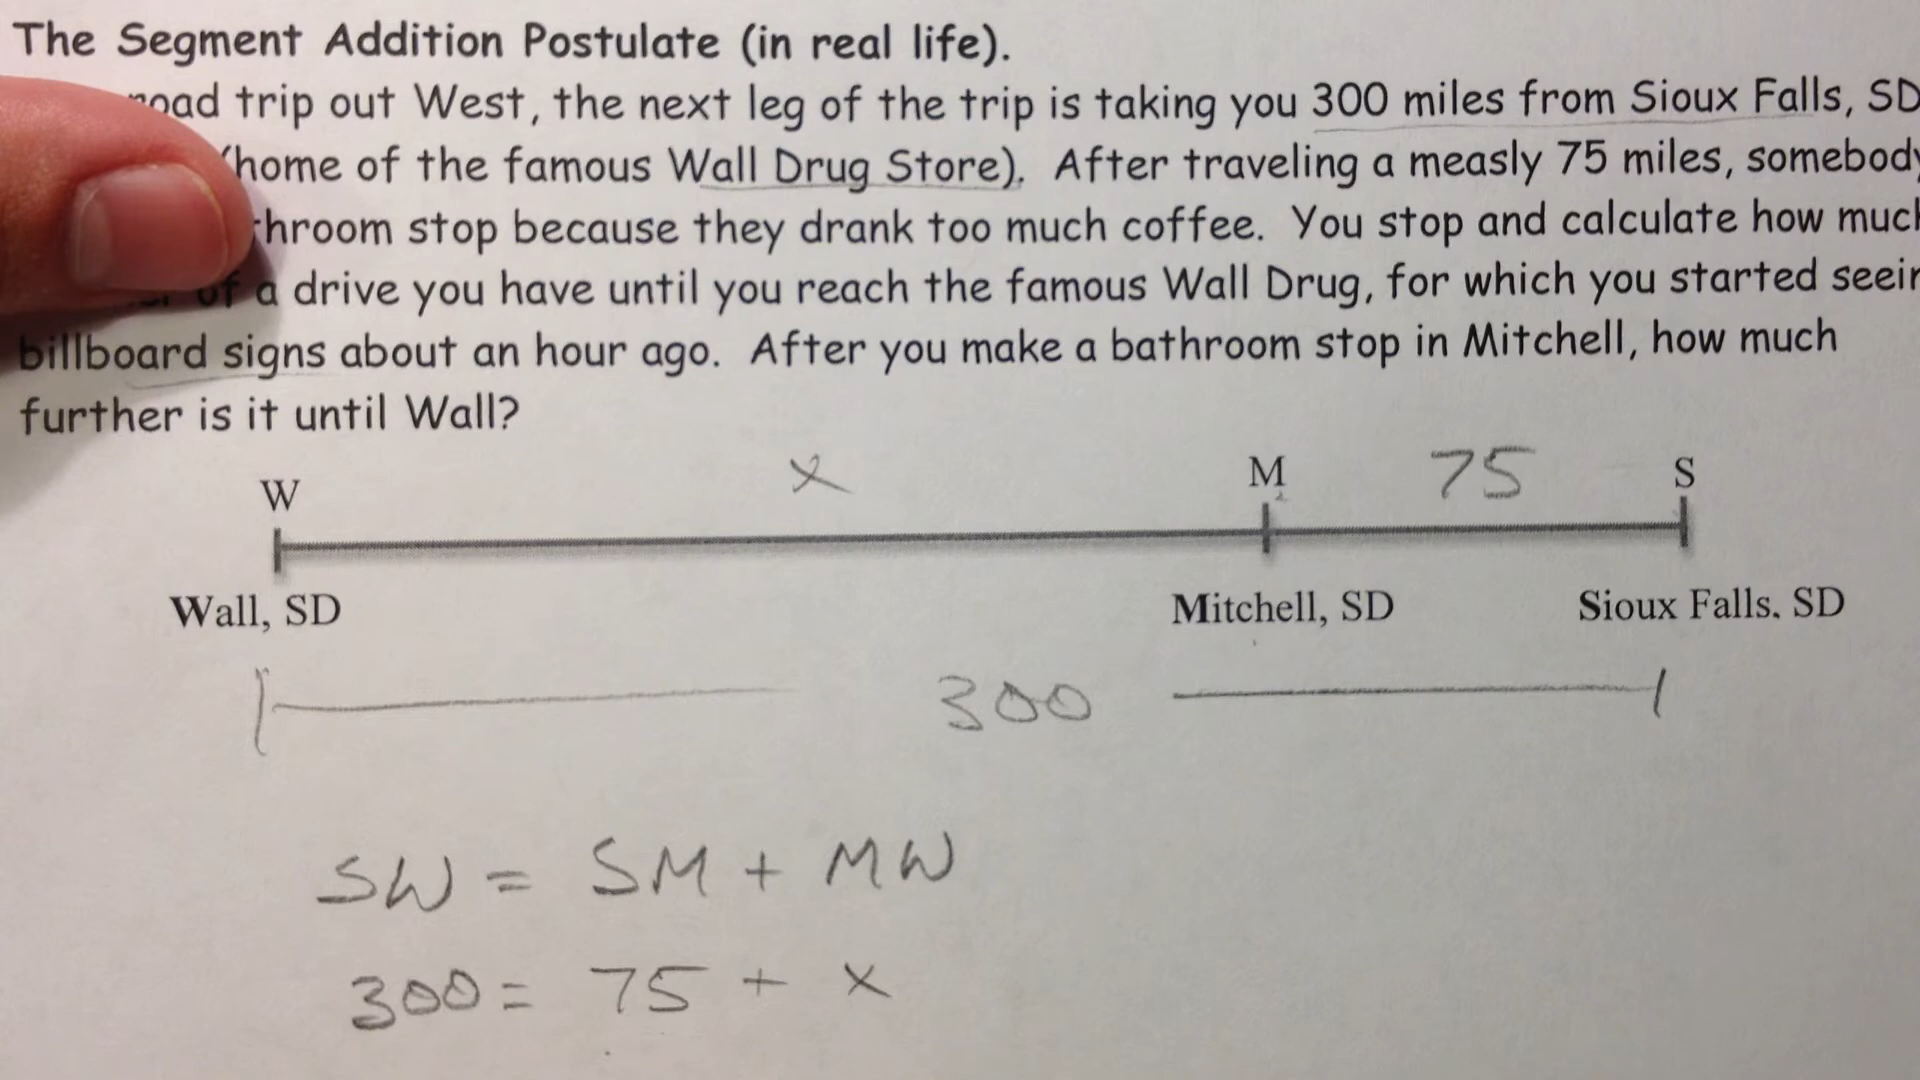 The Segment Addition Postulate (in real life).
road trip out West, the next leg of the trip is taking you 300 miles from Sioux Falls, SD
(home of the famous Wall Drug Store). After traveling a measly 75 miles, somebody
stop because they drank too much coffee. You stop and calculate how much
of a drive you have until you reach the famous Wall Drug, for which you started
billboard signs about an hour ago. After you make a bathroom stop in Mitchell, how much
further is it until Wall?
W x M 75 S
Wall, SD Mitchell, SD Sioux Falls, SD
300
SW = SM + MW
300 = 75 + x